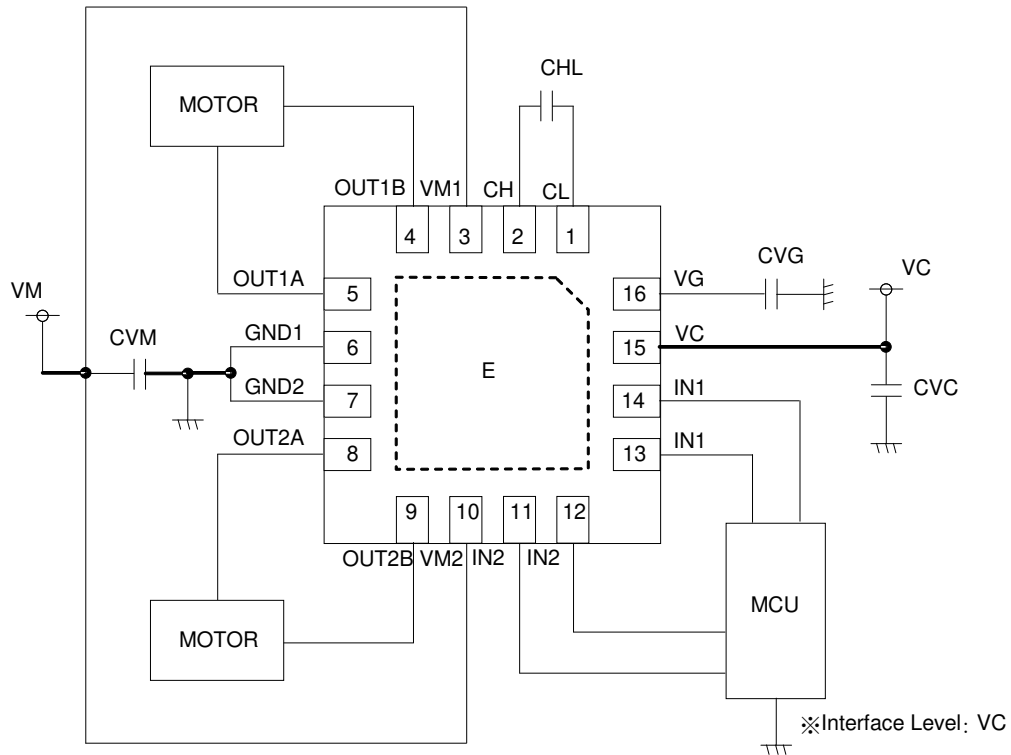 CHL
MOTOR
OUT1B VM1 CH CL
4 3 2 1
CVG
VC
OUT1A 5
16 VG
VM
CVM
GND1 6
15 VC
E
GND2 7
14 IN1
CVC
OUT2A 8
13 IN1
9 10 11 12
OUT2B VM2 IN2 IN2
MOTOR
MCU
※Interface Level: VC